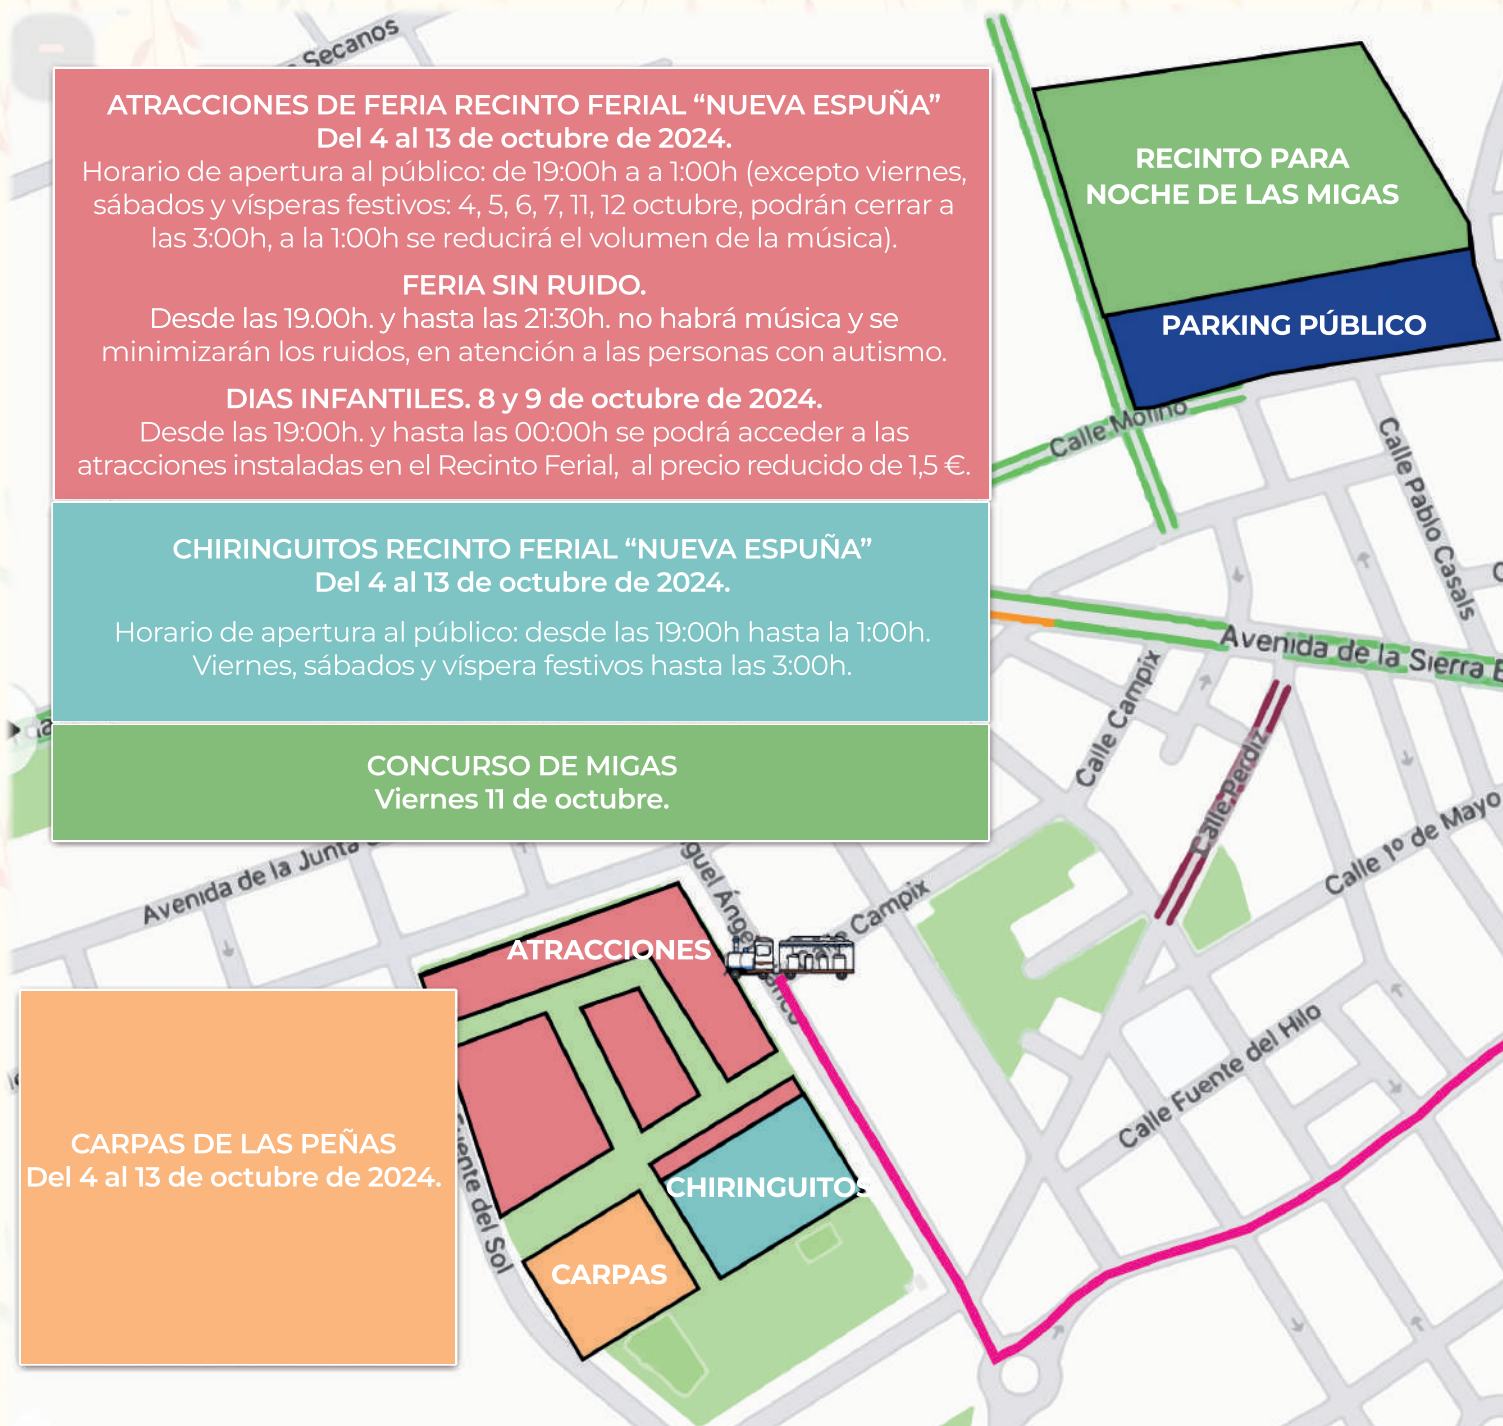 Secanos
ATRACCIONES DE FERIA RECINTO FERIAL “NUEVA ESPUÑA”
Del 4 al 13 de octubre de 2024.
Horario de apertura al público: de 19:00h a a 1:00h (excepto viernes,
sábados y vísperas festivos: 4, 5, 6, 7, 11, 12 octubre, podrán cerrar a
las 3:00h, a la 1:00h se reducirá el volumen de la música).
FERIA SIN RUIDO.
Desde las 19.00h. y hasta las 21:30h. no habrá música y se
minimizarán los ruidos, en atención a las personas con autismo.
DIAS INFANTILES. 8 y 9 de octubre de 2024.
Desde las 19:00h. y hasta las 00:00h se podrá acceder a las
atracciones instaladas en el Recinto Ferial, al precio reducido de 1,5 €.
CHIRINGUITOS RECINTO FERIAL “NUEVA ESPUÑA”
Del 4 al 13 de octubre de 2024.
Horario de apertura al público: desde las 19:00h hasta la 1:00h.
Viernes, sábados y víspera festivos hasta las 3:00h.
CONCURSO DE MIGAS
Viernes 11 de octubre.
RECINTO PARA
NOCHE DE LAS MIGAS
PARKING PÚBLICO
Calle Molino
Calle Pablo Casals
Avenida de la Sierra E
Calle Campix
Calle Perdiz
Calle 1º de Mayo
Avenida de la Junta
guel Ánge
Calle Campix
ATRACCIONES
Calle Fuente del Hilo
CARPAS DE LAS PEÑAS
Del 4 al 13 de octubre de 2024.
uente del Sol
CHIRINGUITOS
CARPAS